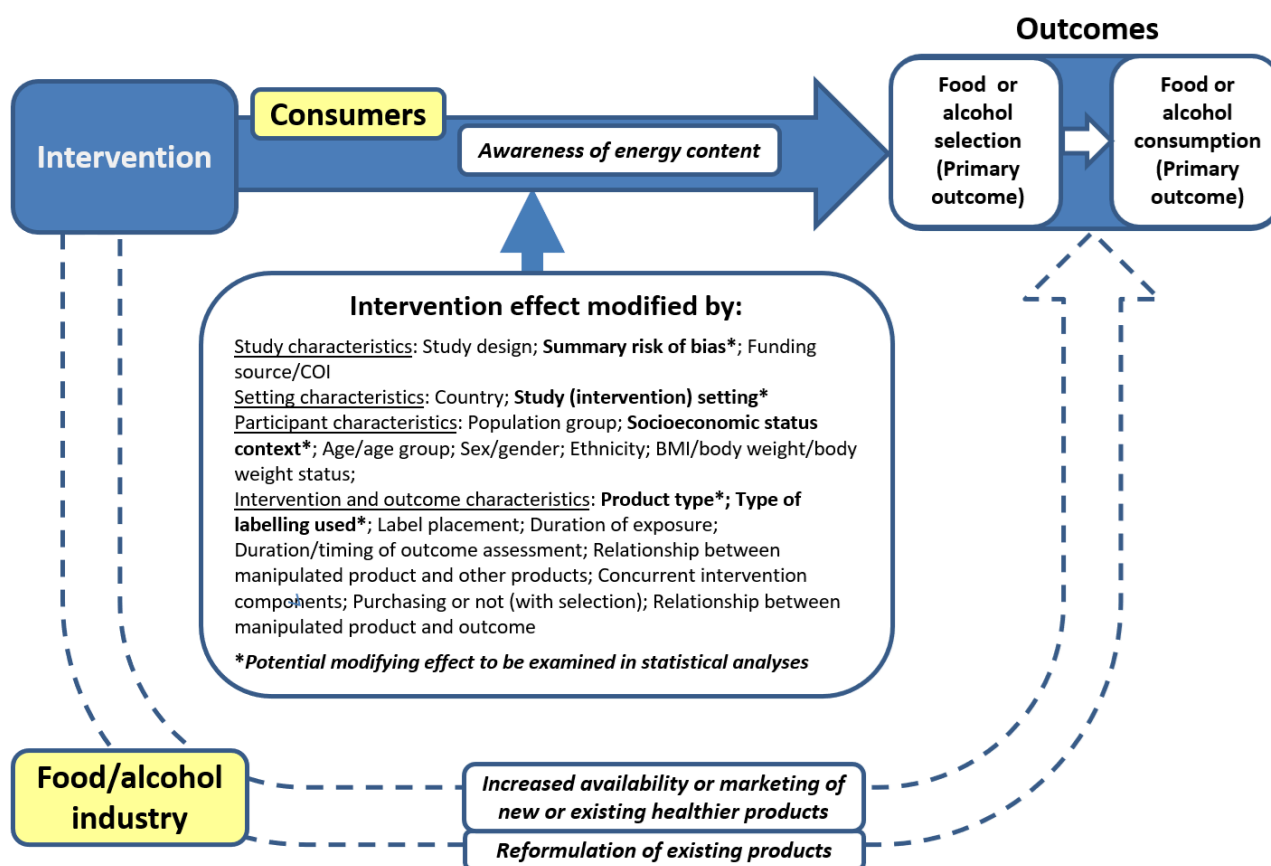 Outcomes
Intervention
Consumers
Awareness of energy content
Food or
alcohol
selection
(Primary
outcome)
Food or
alcohol
consumption
(Primary
outcome)
Intervention effect modified by:
Study characteristics: Study design; Summary risk of bias*; Funding
source/COI
Setting characteristics: Country; Study (intervention) setting*
Participant characteristics: Population group; Socioeconomic status
context*; Age/age group; Sex/gender; Ethnicity; BMI/body weight/body
weight status;
Intervention and outcome characteristics: Product type*; Type of
labelling used*; Label placement; Duration of exposure;
Duration/timing of outcome assessment; Relationship between
manipulated product and other products; Concurrent intervention
components; Purchasing or not (with selection); Relationship between
manipulated product and outcome
*Potential modifying effect to be examined in statistical analyses
Food/alcohol
industry
Increased availability or marketing of
new or existing healthier products
Reformulation of existing products